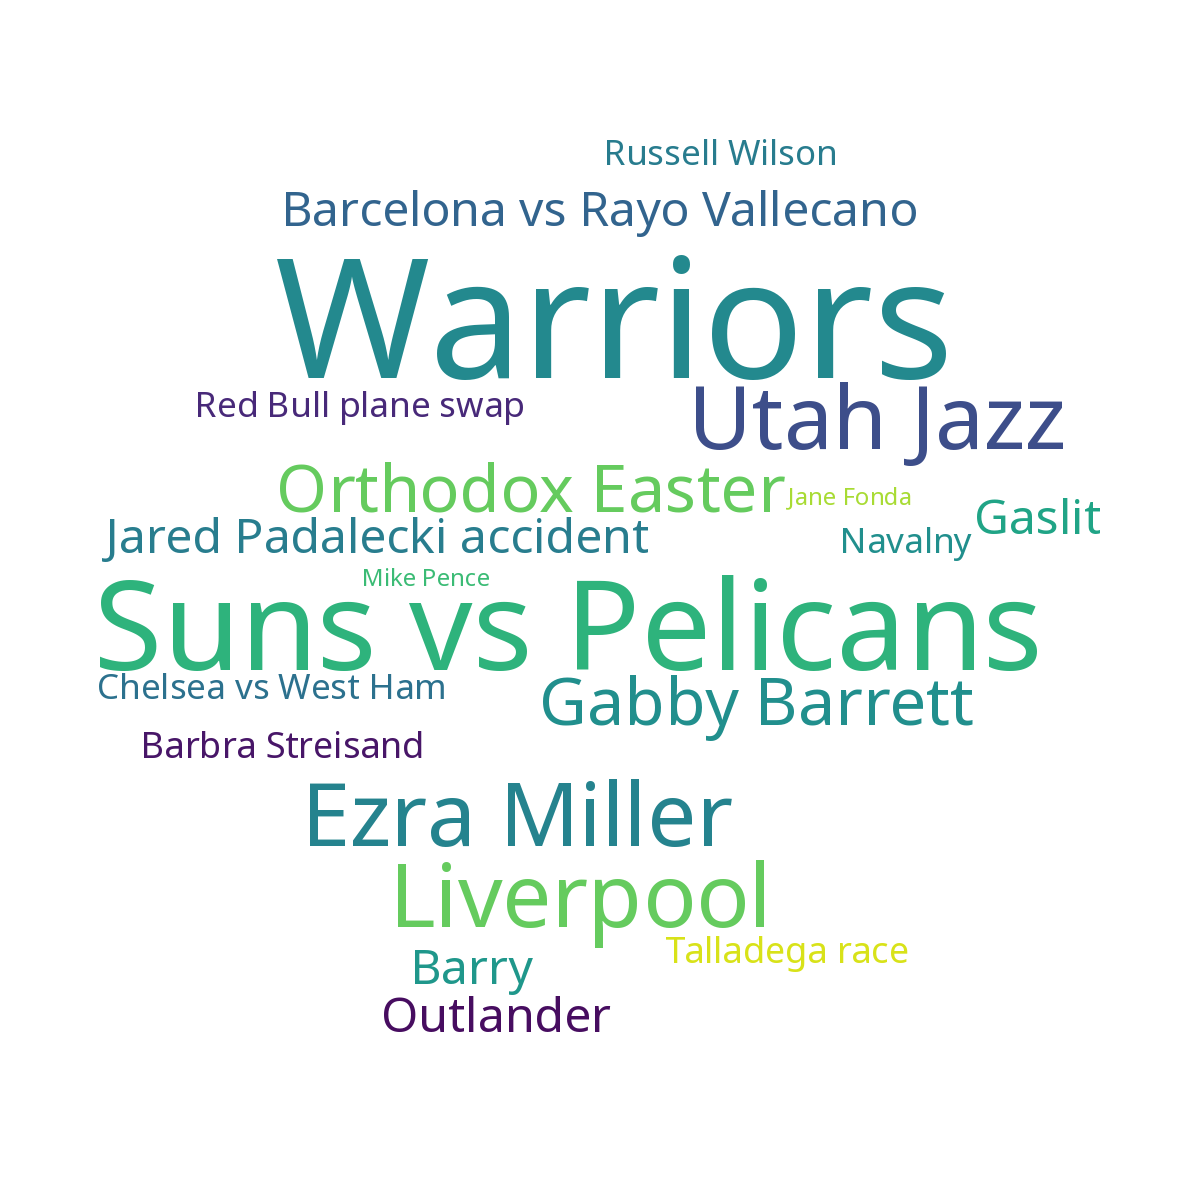 Russell Wilson
Barcelona vs Rayo Vallecano
Warriors
Red Bull plane swap
Utah Jazz
Orthodox Easter
Jane Fonda
Gaslit
Jared Padalecki accident
Navalny
Mike Pence
Suns vs Pelicans
Chelsea vs West Ham
Gabby Barrett
Barbra Streisand
Ezra Miller
Liverpool
Talladega race
Barry
Outlander